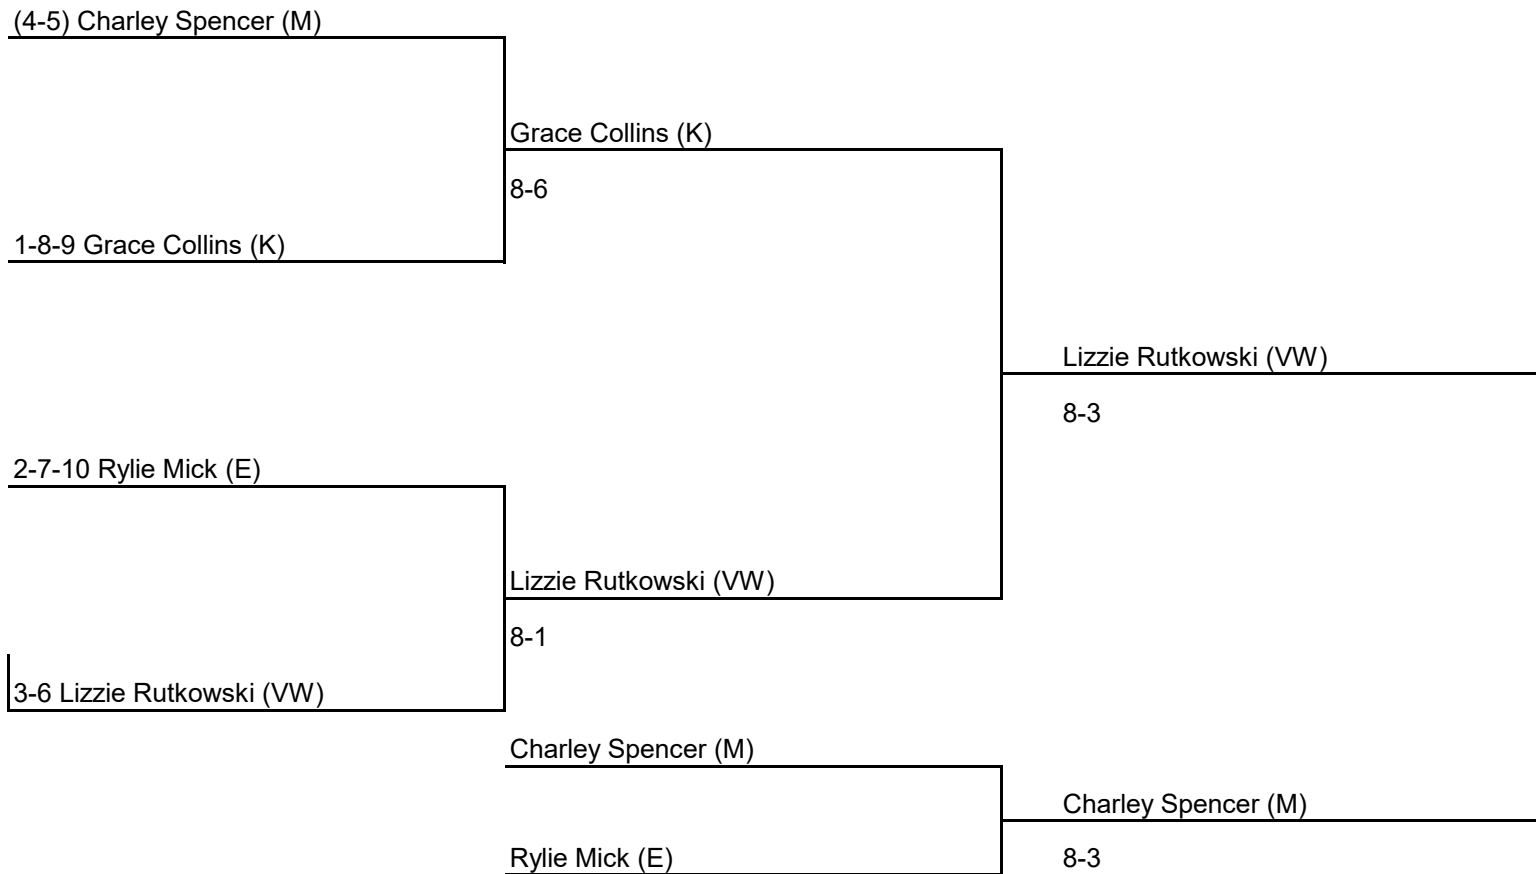 (4-5) Charley Spencer (M)
Grace Collins (K)
8-6
1-8-9 Grace Collins (K)
Lizzie Rutkowski (VW)
8-3
2-7-10 Rylie Mick (E)
Lizzie Rutkowski (VW)
8-1
3-6 Lizzie Rutkowski (VW)
Charley Spencer (M)
Charley Spencer (M)
Rylie Mick (E)
8-3